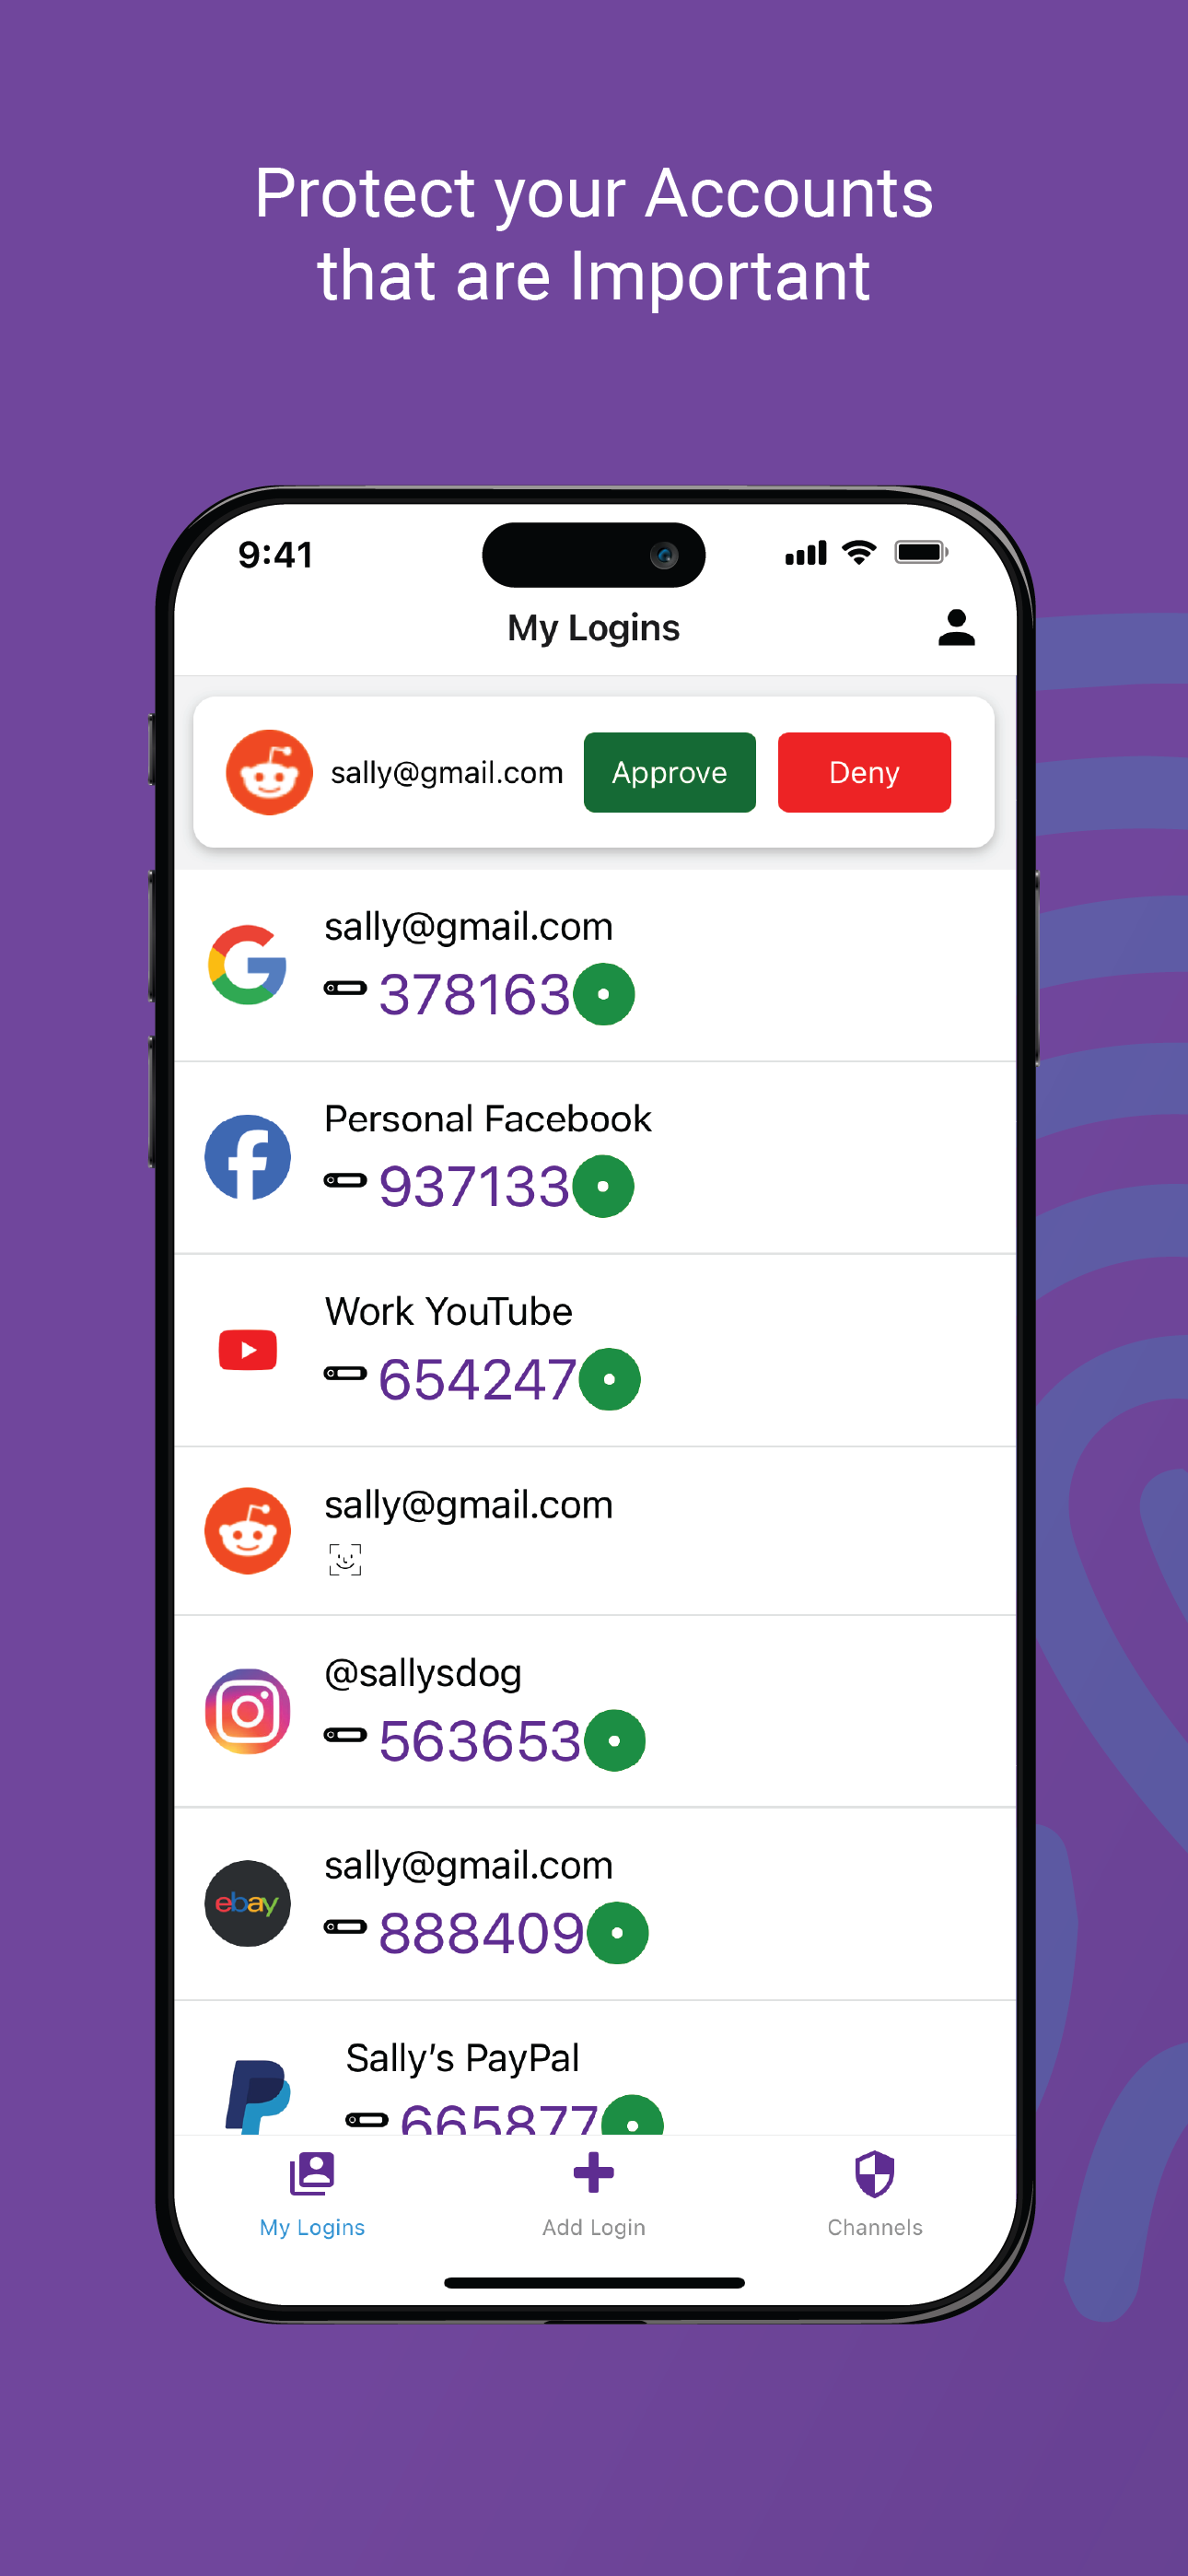 Protect your Accounts
that are Important
9:41
My Logins
sally@gmail.com Approve Deny
sally@gmail.com
378163
Personal Facebook
937133
Work YouTube
654247
sally@gmail.com
@sallysdog
563653
ebay
sally@gmail.com
888409
Sally’s PayPal
665877
My Logins Add Login Channels